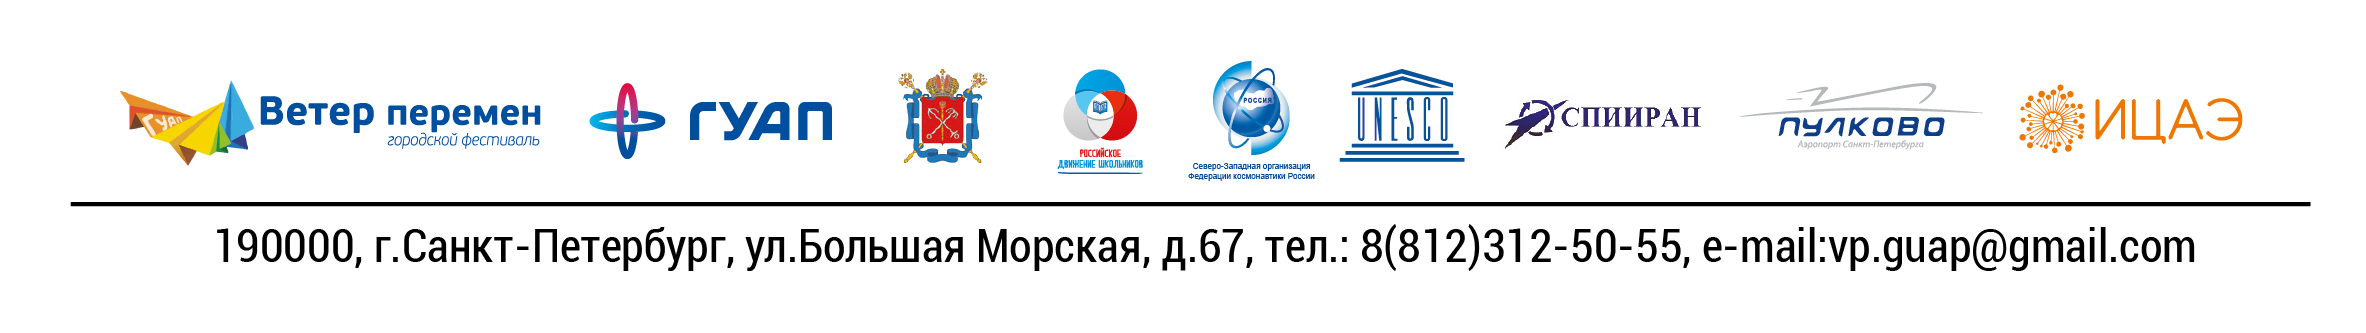 ГУАП
Ветер перемен
городской фестиваль
ГУАП
РОССИЙСКОЕ
ДВИЖЕНИЕ ШКОЛЬНИКОВ
РОССИЯ
Северо-Западная организация
Федерации космонавтики России
UNESCO
СПИИРАН
ПУЛКОВО
Аэропорт Санкт-Петербурга
ИЦАЭ
190000, г.Санкт-Петербург, ул.Большая Морская, д.67, тел.: 8(812)312-50-55, e-mail:vp.guap@gmail.com